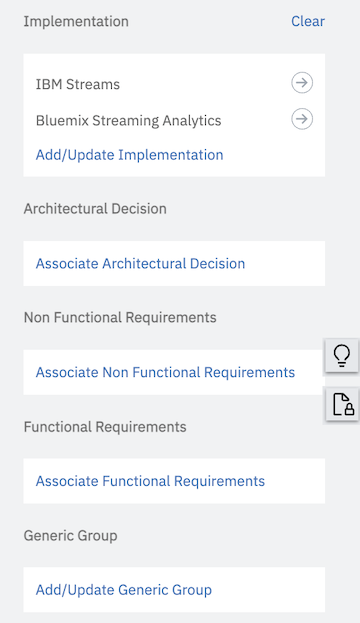 Implementation Clear
IBM Streams
Bluemix Streaming Analytics
Add/Update Implementation
Architectural Decision
Associate Architectural Decision
Non Functional Requirements
Associate Non Functional Requirements
Functional Requirements
Associate Functional Requirements
Generic Group
Add/Update Generic Group